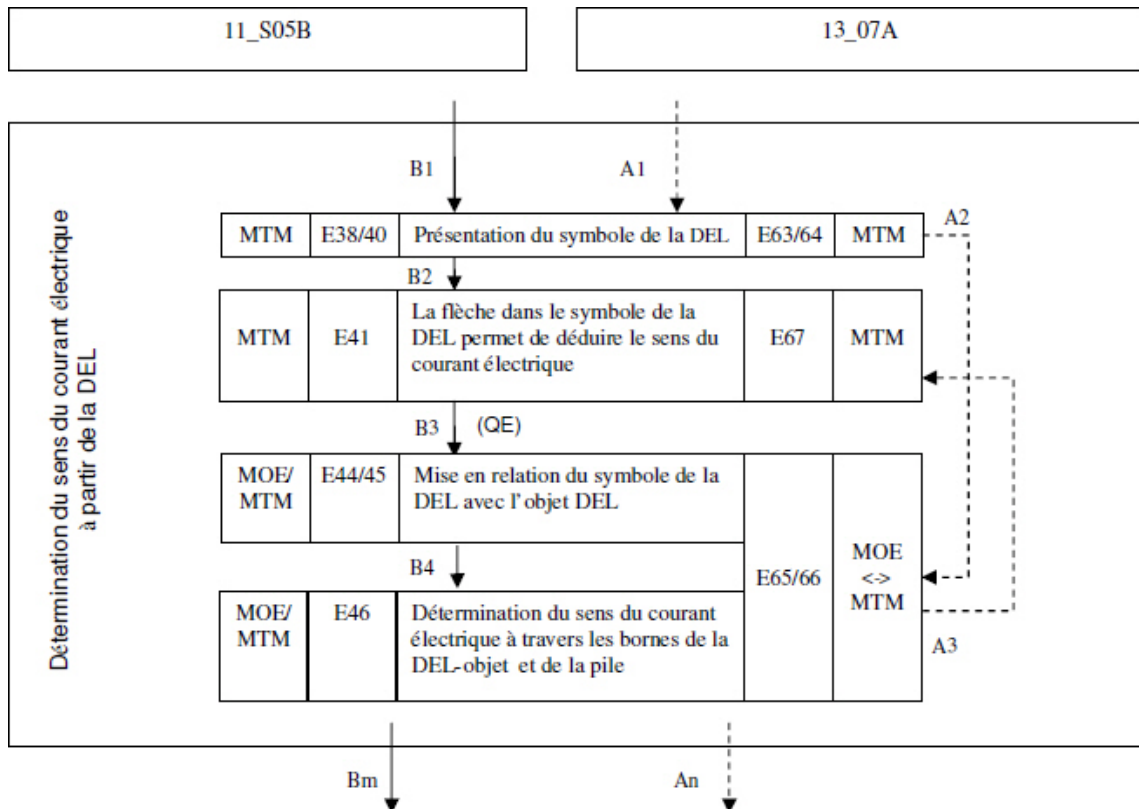 11_S05B
13_07A
B1
A1
Détermination du sens du courant électrique
à partir de la DEL
MTM
E38/40
Présentation du symbole de la DEL
E63/64
MTM
A2
B2
MTM
E41
La flèche dans le symbole de la
DEL permet de déduire le sens du
courant électrique
E67
MTM
B3
(QE)
MOE/
MTM
E44/45
Mise en relation du symbole de la
DEL avec l'objet DEL
B4
E65/66
MOE
<->
MTM
MOE/
MTM
E46
Détermination du sens du courant
électrique à travers les bornes de la
DEL-objet et de la pile
A3
Bm
An